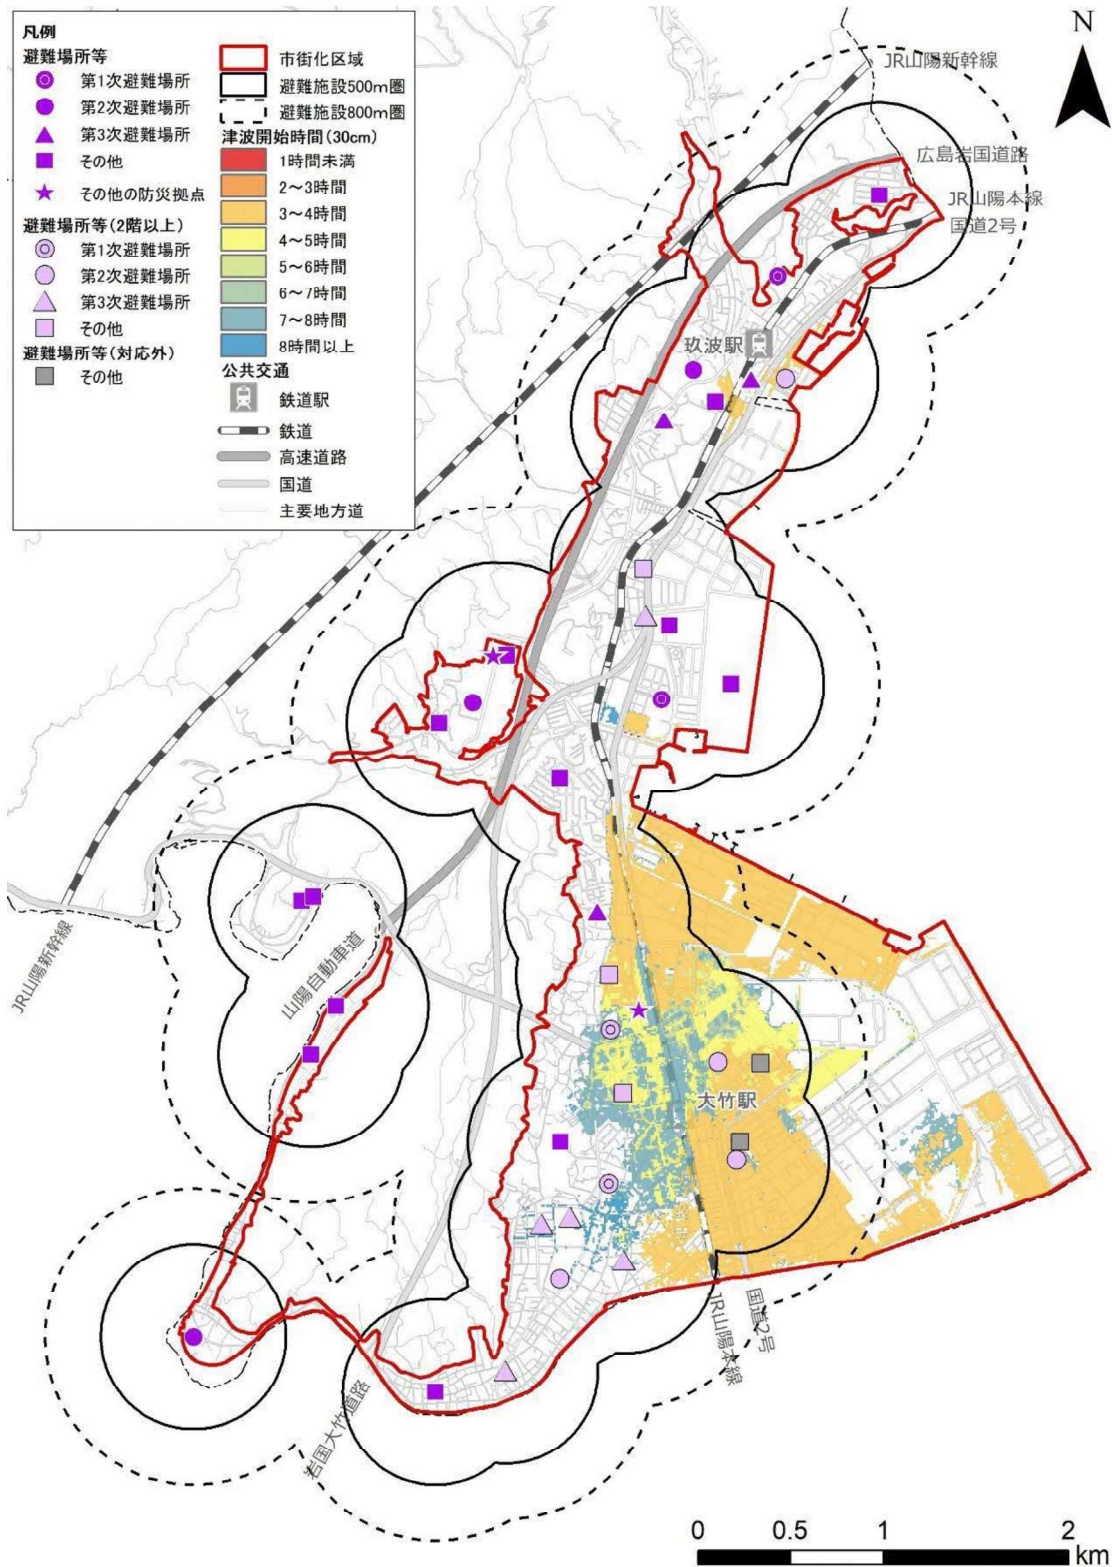 凡例
避難場所等
第1次避難場所
第2次避難場所
第3次避難場所
その他
その他の防災拠点
避難場所等(2階以上)
第1次避難場所
第2次避難場所
第3次避難場所
その他
避難場所等(対応外)
その他
市街化区域
避難施設500m圏
避難施設800m圏
津波開始時間(30cm)
1時間未満
2～3時間
3～4時間
4～5時間
5～6時間
6～7時間
7～8時間
8時間以上
公共交通
鉄道駅
鉄道
高速道路
国道
主要地方道
N
JR山陽新幹線
広島岩国道路
JR山陽本線
国道2号
玖波駅
JR山陽新幹線
山陽自動車道
大竹駅
岩国大竹道路
JR山陽本線
国道2号
0 0.5 1 2
km